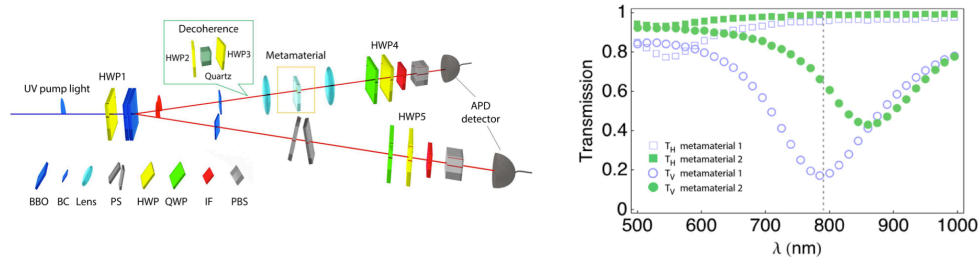 Decoherence
HWP2
HWP3
Quartz
Metamaterial
HWP4
HWP1
UV pump light
APD
detector
HWP5
BBO BC Lens PS HWP QWP IF PBS
Transmission
1.0
0.8
0.6
0.4
0.2
0
T_H metamaterial 1
T_H metamaterial 2
T_V metamaterial 1
T_V metamaterial 2
500 600 700 800 900 1000
λ (nm)